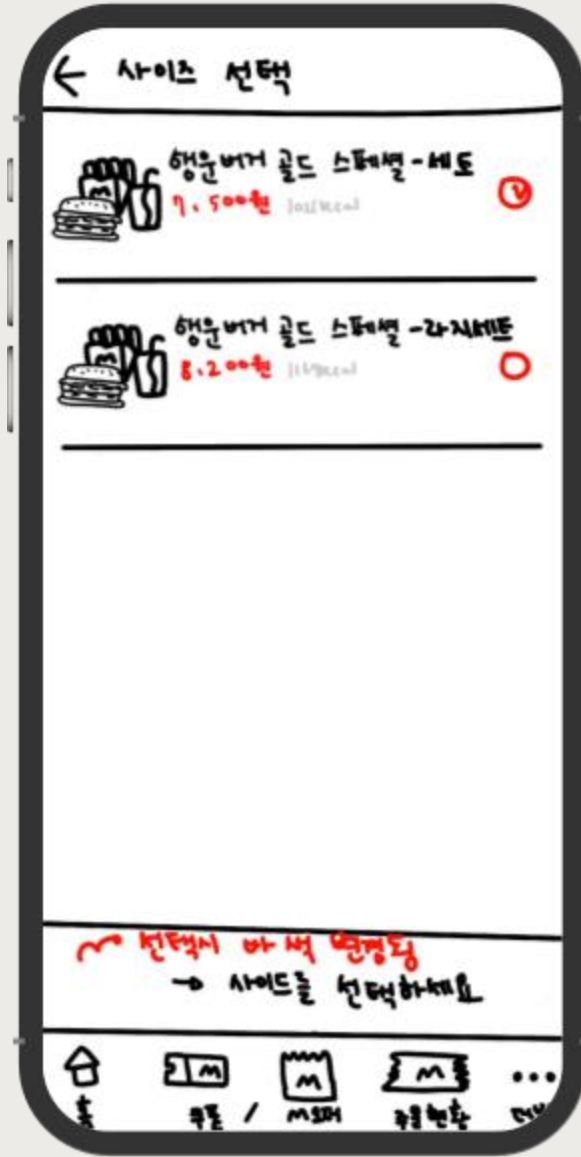 ← 사이즈 선택
행운버거 골드 스페셜-세트
7,500원
행운버거 골드 스페셜-라지세트
8,200원
선택시 바 색 변경됨
→ 사이드를 선택하세요
홈 쿠폰 / M오더 주문현황